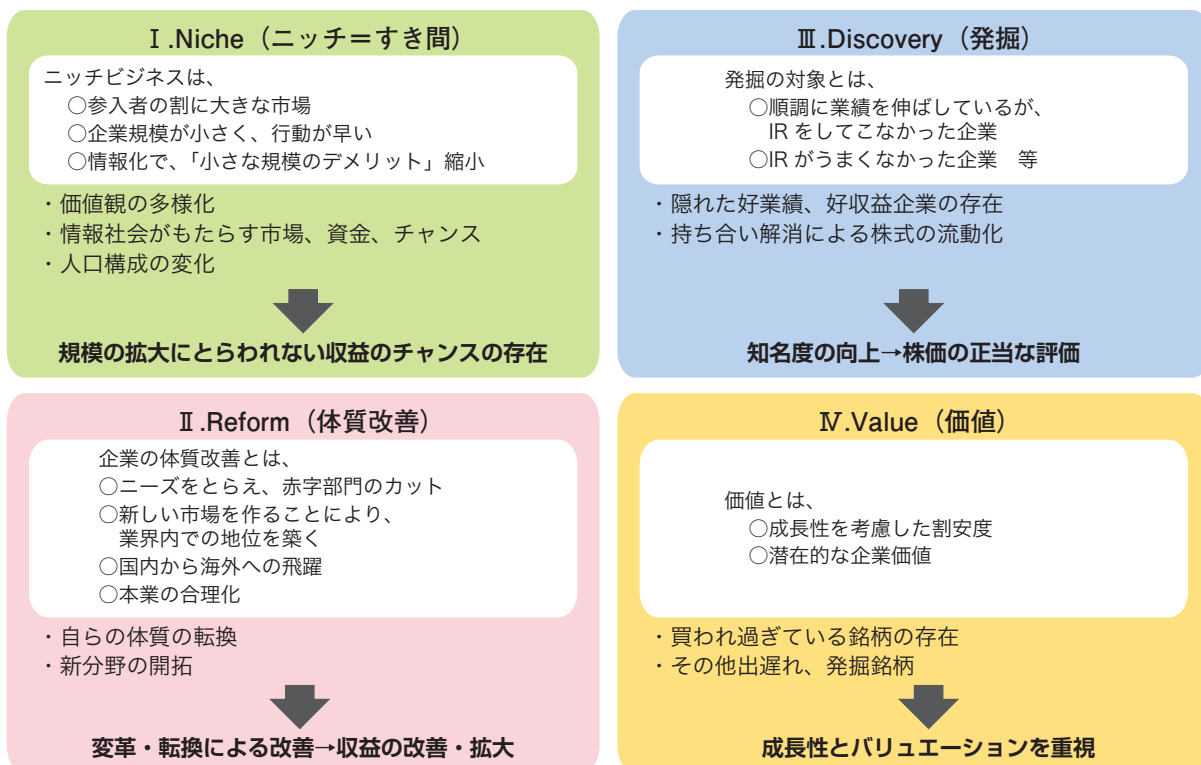 Ⅰ.Niche（ニッチ＝すき間）
ニッチビジネスは、
○参入者の割に大きな市場
○企業規模が小さく、行動が早い
○情報化で、「小さな規模のデメリット」縮小
・価値観の多様化
・情報社会がもたらす市場、資金、チャンス
・人口構成の変化
規模の拡大にとらわれない収益のチャンスの存在
Ⅱ.Reform（体質改善）
企業の体質改善とは、
○ニーズをとらえ、赤字部門のカット
○新しい市場を作ることにより、
業界内での地位を築く
○国内から海外への飛躍
○本業の合理化
・自らの体質の転換
・新分野の開拓
変革・転換による改善→収益の改善・拡大
Ⅲ.Discovery（発掘）
発掘の対象とは、
○順調に業績を伸ばしているが、
IR をしてこなかった企業
○IR がうまくなかった企業　等
・隠れた好業績、好収益企業の存在
・持ち合い解消による株式の流動化
知名度の向上→株価の正当な評価
Ⅳ.Value（価値）
価値とは、
○成長性を考慮した割安度
○潜在的な企業価値
・買われ過ぎている銘柄の存在
・その他出遅れ、発掘銘柄
成長性とバリュエーションを重視